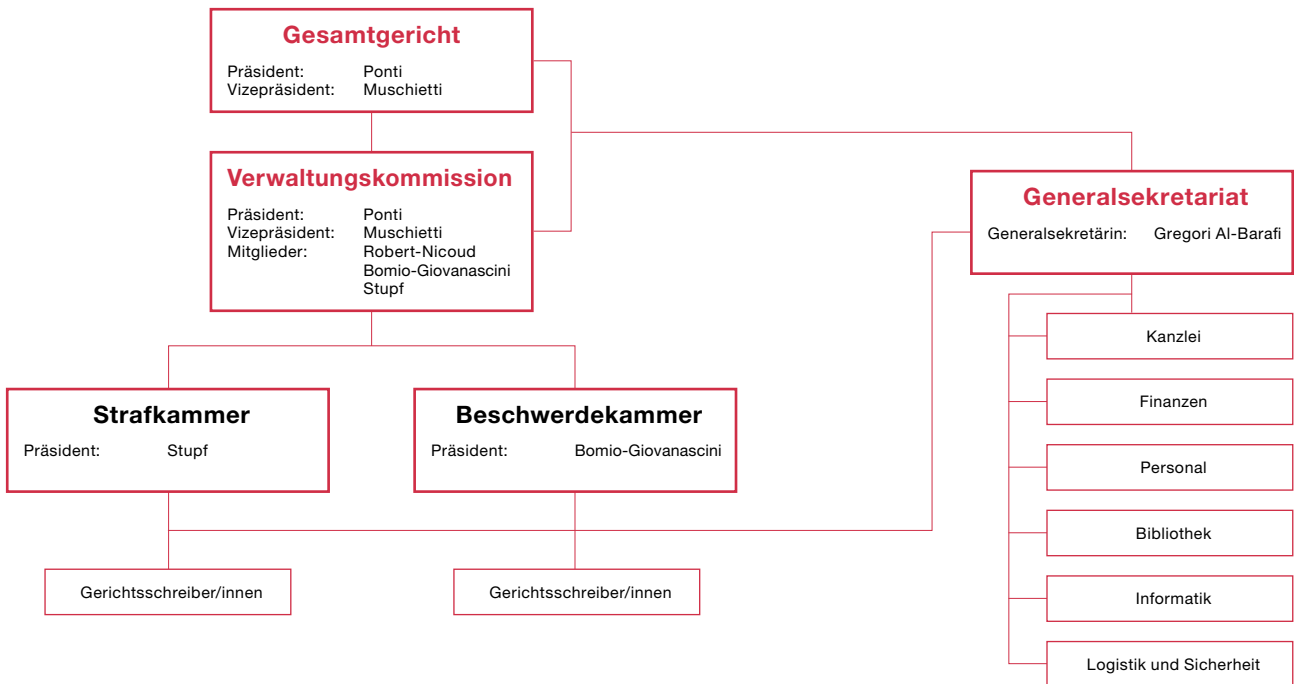 Gesamtgericht
Präsident: Ponti
Vizepräsident: Muschietti
Verwaltungskommission
Präsident: Ponti
Vizepräsident: Muschietti
Mitglieder: Robert-Nicoud
Bomio-Giovanascini
Stupf
Generalsekretariat
Generalsekretärin: Gregori Al-Barafi
Strafkammer
Präsident: Stupf
Beschwerdekammer
Präsident: Bomio-Giovanascini
Gerichtsschreiber/innen
Gerichtsschreiber/innen
Kanzlei
Finanzen
Personal
Bibliothek
Informatik
Logistik und Sicherheit